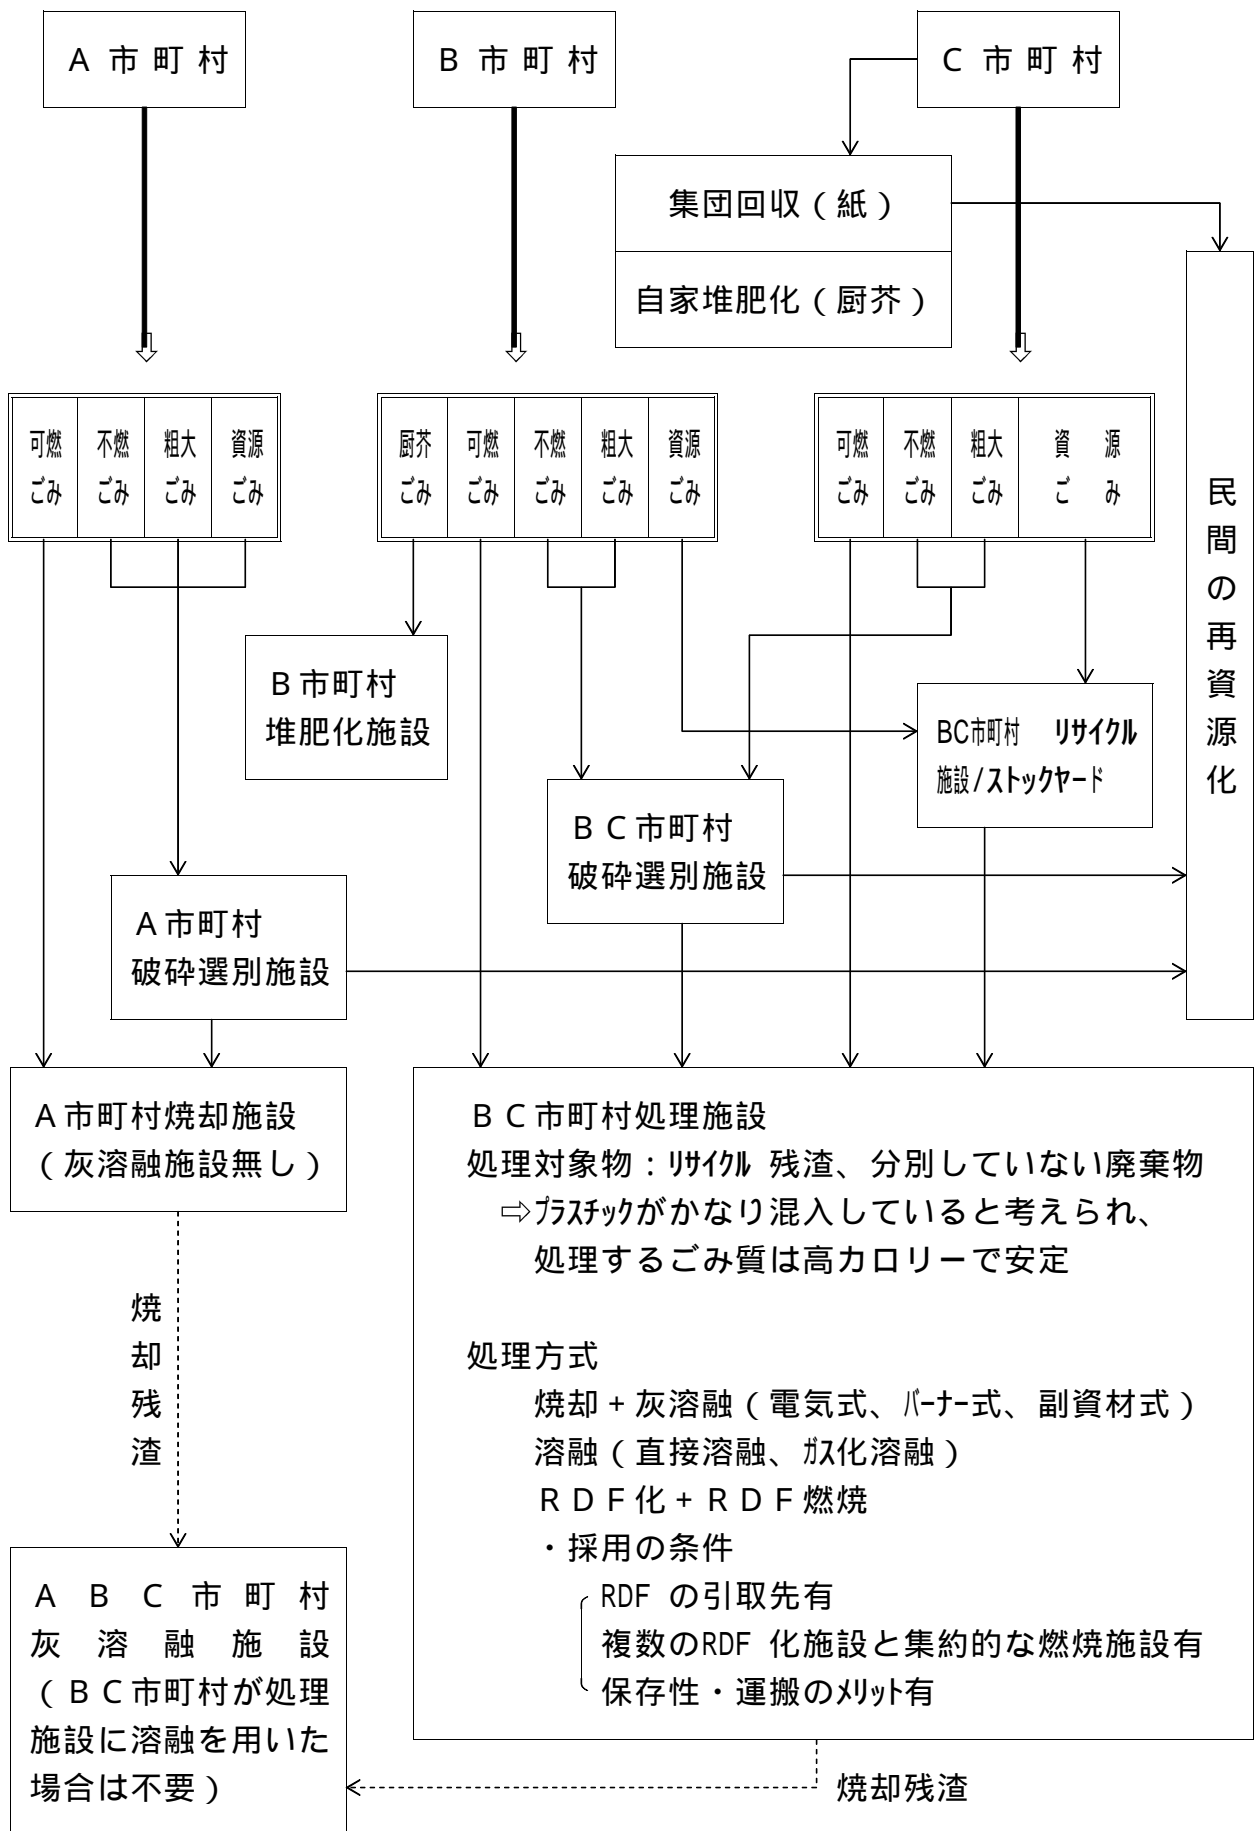 A 市 町 村
B 市 町 村
C 市 町 村
集団回収（紙）
自家堆肥化（厨芥）
可燃
ごみ
不燃
ごみ
粗大
ごみ
資源
ごみ
厨芥
ごみ
可燃
ごみ
不燃
ごみ
粗大
ごみ
資源
ごみ
可燃
ごみ
不燃
ごみ
粗大
ごみ
資 源
ご み
民間の再資源化
B市町村
堆肥化施設
BC市町村 リサイクル
施設/ストックヤード
BC市町村
破砕選別施設
A市町村
破砕選別施設
A市町村焼却施設
（灰溶融施設無し）
BC市町村処理施設
処理対象物：リサイクル 残渣、分別していない廃棄物
⇨プラスチックがかなり混入していると考えられ、
処理するごみ質は高カロリーで安定
処理方式
焼却+灰溶融（電気式、バーナー式、副資材式）
溶融（直接溶融、ガス化溶融）
RDF化+RDF燃焼
・採用の条件
RDF の引取先有
複数のRDF 化施設と集約的な燃焼施設有
保存性・運搬のメリット有
焼却残渣
A B C 市 町 村
灰 溶 融 施 設
（BC市町村が処理
施設に溶融を用いた
場合は不要）
焼却残渣